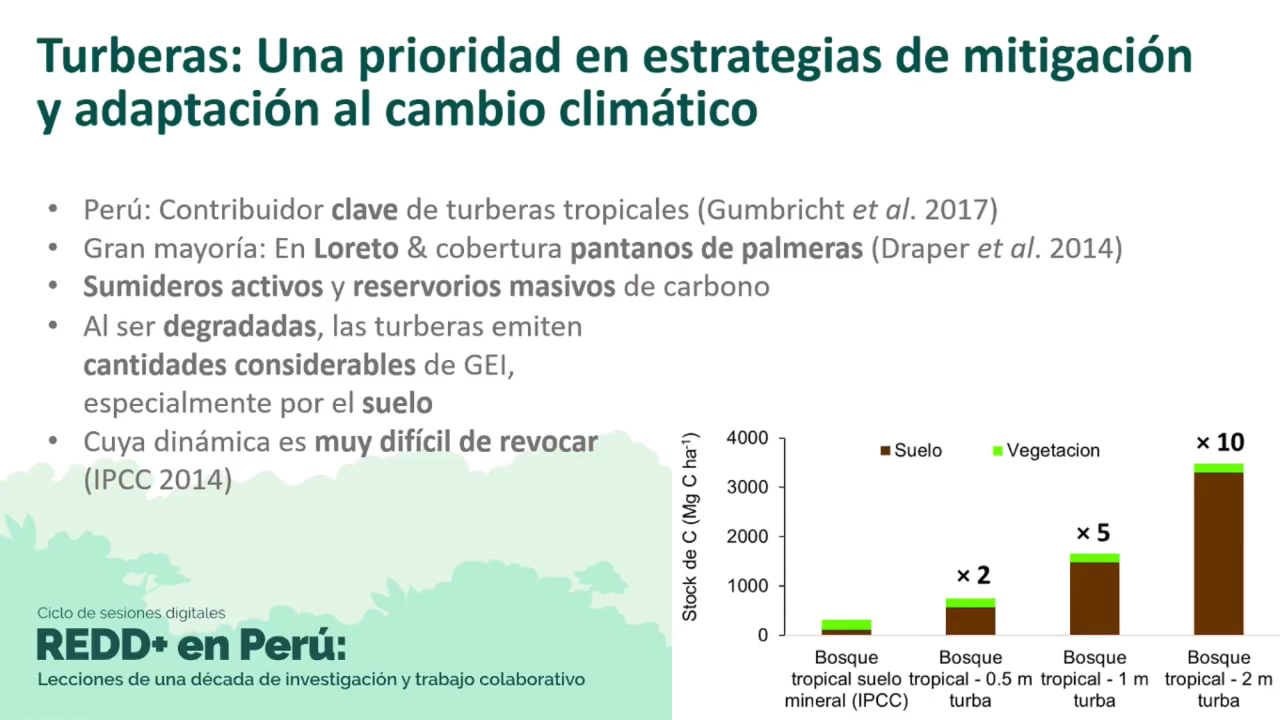 Turberas: Una prioridad en estrategias de mitigación
y adaptación al cambio climático
• Perú: Contribuidor clave de turberas tropicales (Gumbricht et al. 2017)
• Gran mayoría: En Loreto & cobertura pantanos de palmeras (Draper et al. 2014)
• Sumideros activos y reservorios masivos de carbono
• Al ser degradadas, las turberas emiten
cantidades considerables de GEI,
especialmente por el suelo
• Cuya dinámica es muy difícil de revocar
(IPCC 2014)
Ciclo de sesiones digitales
REDD+ en Perú:
Lecciones de una década de investigación y trabajo colaborativo
Stock de C (Mg C ha⁻¹)
4000
3000
2000
1000
0
Suelo
Vegetacion
× 2
× 5
× 10
Bosque
tropical suelo
mineral (IPCC)
Bosque
tropical - 0.5 m
turba
Bosque
tropical - 1 m
turba
Bosque
tropical - 2 m
turba